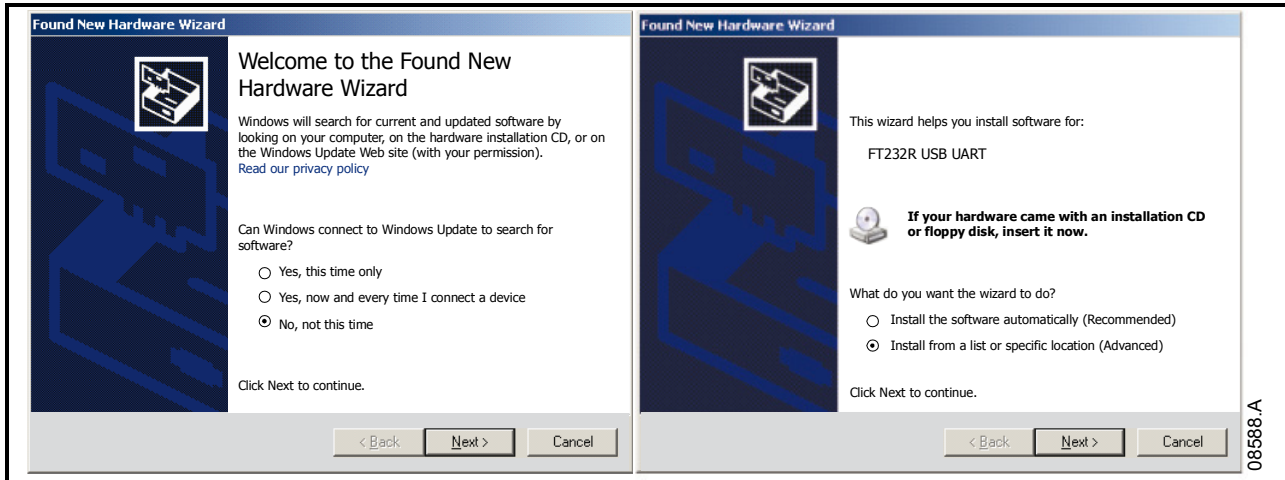 Found New Hardware Wizard
Welcome to the Found New
Hardware Wizard
Windows will search for current and updated software by
looking on your computer, on the hardware installation CD, or on
the Windows Update Web site (with your permission).
Read our privacy policy
Can Windows connect to Windows Update to search for
software?
Yes, this time only
Yes, now and every time I connect a device
No, not this time
Click Next to continue.
< Back
Next >
Cancel
Found New Hardware Wizard
This wizard helps you install software for:
FT232R USB UART
If your hardware came with an installation CD
or floppy disk, insert it now.
What do you want the wizard to do?
Install the software automatically (Recommended)
Install from a list or specific location (Advanced)
Click Next to continue.
< Back
Next >
Cancel
08588.A